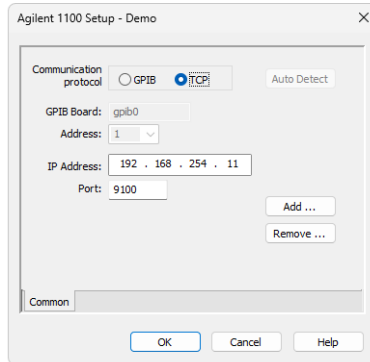 Agilent 1100 Setup - Demo
Communication protocol GPIB TCP Auto Detect
GPIB Board: gpib0
Address: 1
IP Address: 192 . 168 . 254 . 11
Port: 9100
Add ...
Remove ...
Common
OK Cancel Help